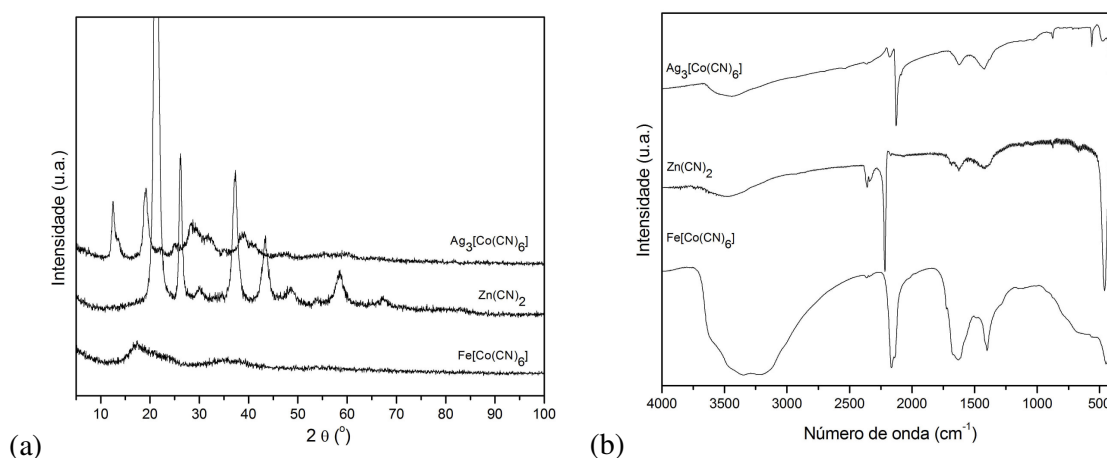 Intensidade (u.a.)
Ag3[Co(CN)6]
Zn(CN)2
Fe[Co(CN)6]
10 20 30 40 50 60 70 80 90 100
2 θ (°)
(a)
Intensidade (u.a.)
Ag3[Co(CN)6]
Zn(CN)2
Fe[Co(CN)6]
4000 3500 3000 2500 2000 1500 1000 500
Número de onda (cm-1)
(b)